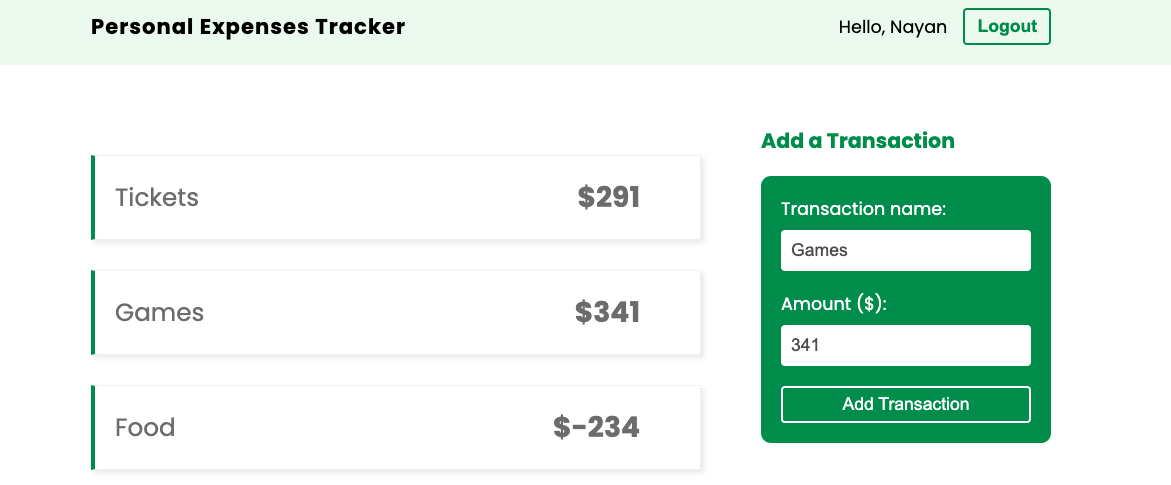 Personal Expenses Tracker
Hello, Nayan
Logout
Tickets
$291
Games
$341
Food
$-234
Add a Transaction
Transaction name:
Games
Amount ($):
341
Add Transaction